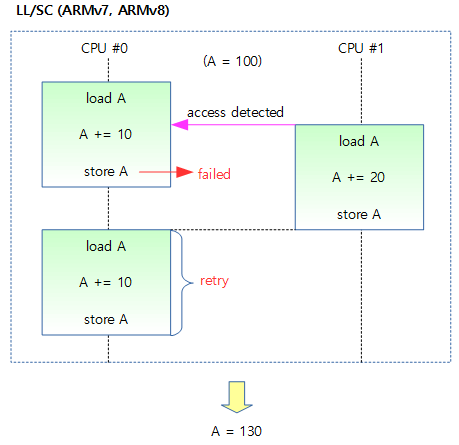 LL/SC (ARMv7, ARMv8)
CPU #0
CPU #1
(A = 100)
load A
A += 10
store A
access detected
failed
load A
A += 20
store A
load A
A += 10
store A
retry
A = 130